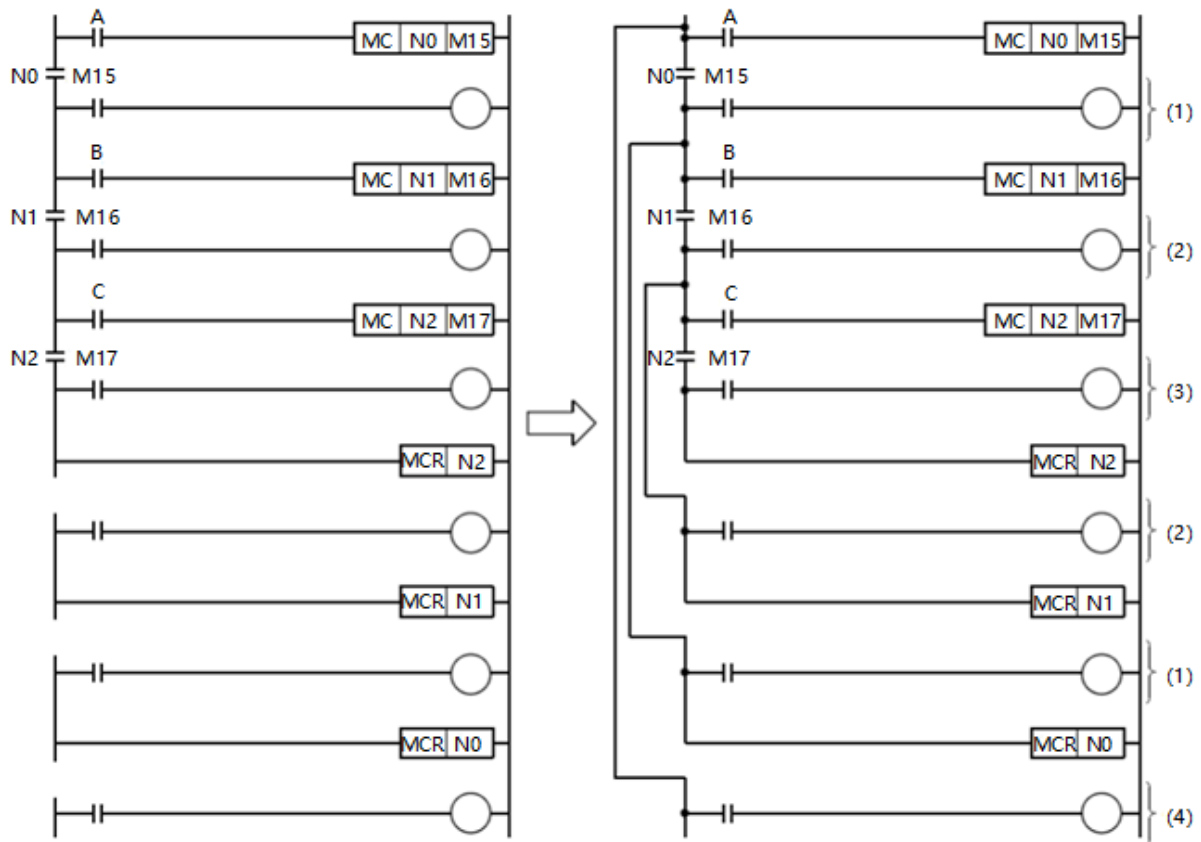 A A
MC N0 M15 MC N0 M15
N0 M15 N0 M15
(1)
B B
MC N1 M16 MC N1 M16
N1 M16 N1 M16
(2)
C C
MC N2 M17 MC N2 M17
N2 M17 N2 M17
(3)
MCR N2 MCR N2
(2)
MCR N1 MCR N1
(1)
MCR N0 MCR N0
(4)